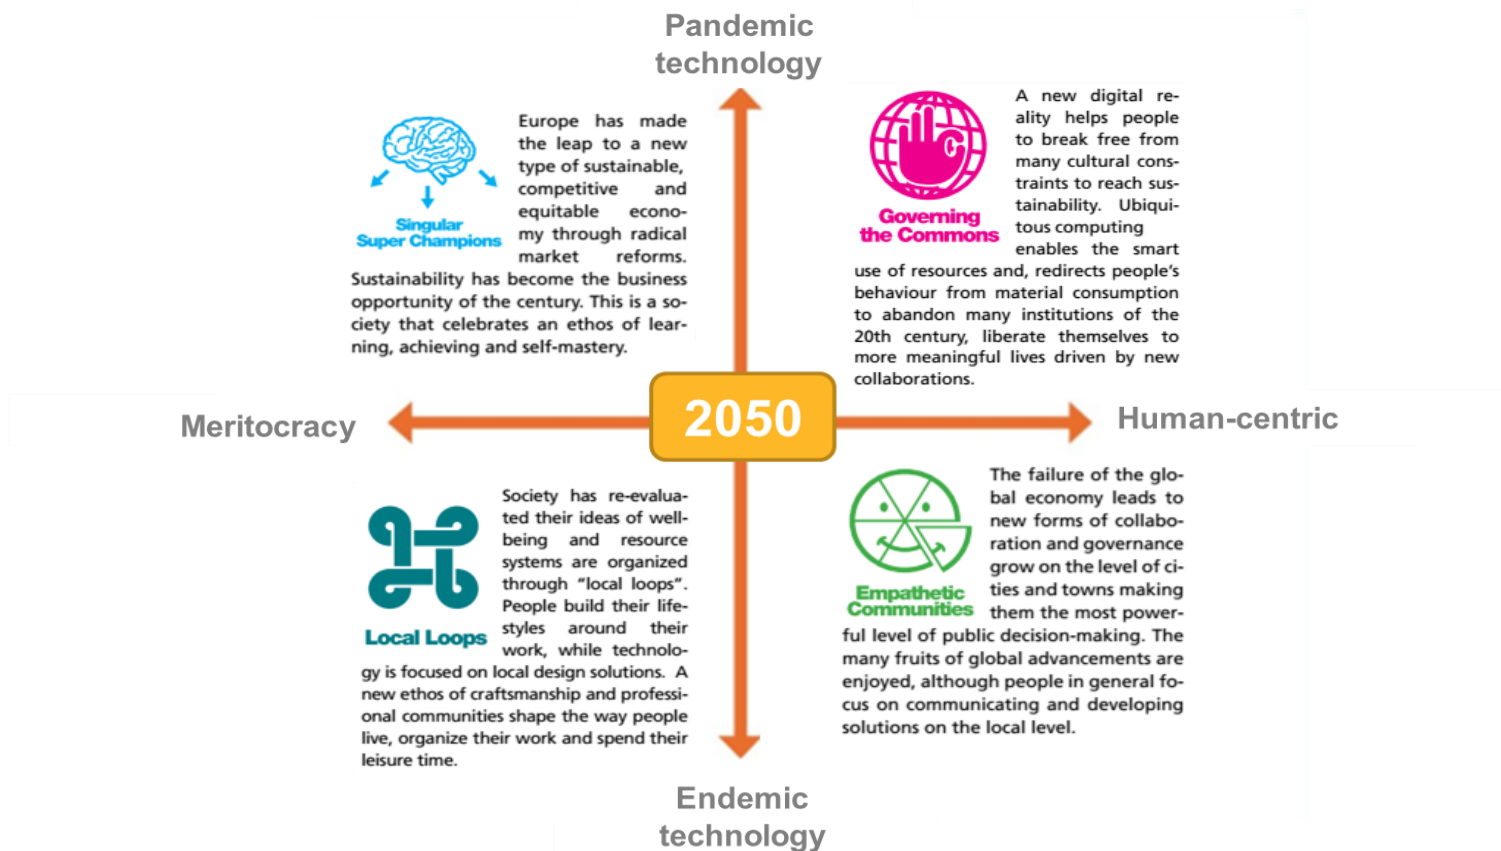 Pandemic
technology
Europe has made
the leap to a new
type of sustainable,
competitive and
equitable econo-
my through radical
market reforms.
Singular
Super Champions
Sustainability has become the business
opportunity of the century. This is a so-
ciety that celebrates an ethos of lear-
ning, achieving and self-mastery.
A new digital re-
ality helps people
to break free from
many cultural cons-
traints to reach sus-
tainability. Ubiqui-
tous computing
enables the smart
Governing
the Commons
use of resources and, redirects people's
behaviour from material consumption
to abandon many institutions of the
20th century, liberate themselves to
more meaningful lives driven by new
collaborations.
Meritocracy
2050
Human-centric
Society has re-evalua-
ted their ideas of well-
being and resource
systems are organized
through "local loops".
People build their life-
styles around their
work, while technolo-
Local Loops
gy is focused on local design solutions. A
new ethos of craftsmanship and professi-
onal communities shape the way people
live, organize their work and spend their
leisure time.
The failure of the glo-
bal economy leads to
new forms of collabo-
ration and governance
grow on the level of ci-
ties and towns making
them the most power-
Empathetic
Communities
ful level of public decision-making. The
many fruits of global advancements are
enjoyed, although people in general fo-
cus on communicating and developing
solutions on the local level.
Endemic
technology